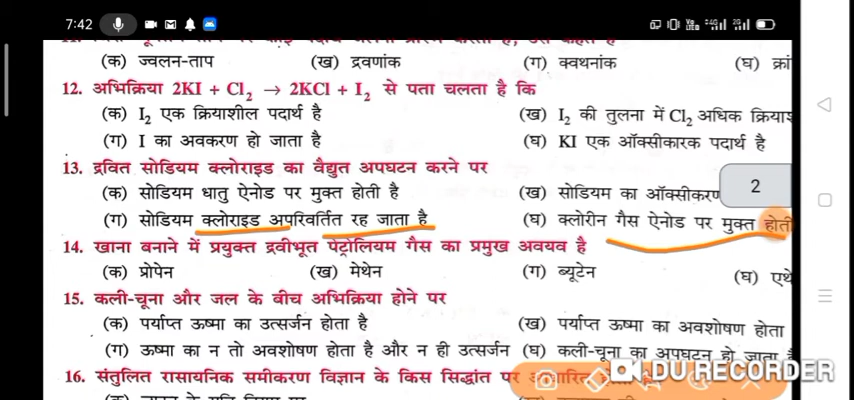 7:42
(क) ज्वलन-ताप (ख) द्रवणांक (ग) क्वथनांक (घ)
12. अभिक्रिया 2KI + Cl₂ → 2KCl + I₂ से पता चलता है कि
(क) I₂ एक क्रियाशील पदार्थ है (ख) I₂ की तुलना में Cl₂ अधिक
(ग) I का अवकरण हो जाता है (घ) KI एक ऑक्सीकारक पदार्थ है
13. द्रवित सोडियम क्लोराइड का वैद्युत अपघटन करने पर
(क) सोडियम धातु ऐनोड पर मुक्त होती है (ख) सोडियम का ऑक्सीकरण 2
(ग) सोडियम क्लोराइड अपरिवर्तित रह जाता है (घ) क्लोरीन गैस ऐनोड पर मुक्त होती
14. खाना बनाने में प्रयुक्त द्रवीभूत पेट्रोलियम गैस का प्रमुख अवयव है
(क) प्रोपेन (ख) मेथेन (ग) ब्यूटेन (घ)
15. कली-चूना और जल के बीच अभिक्रिया होने पर
(क) पर्याप्त ऊष्मा का उत्सर्जन होता है (ख) पर्याप्त ऊष्मा का अवशोषण होता
(ग) ऊष्मा का न तो अवशोषण होता है और न ही उत्सर्जन (घ) कली-चूना का अपघटन हो जाता है
DU RECORDER
16. संतुलित रासायनिक समीकरण विज्ञान के किस सिद्धांत पर आधारित होता है